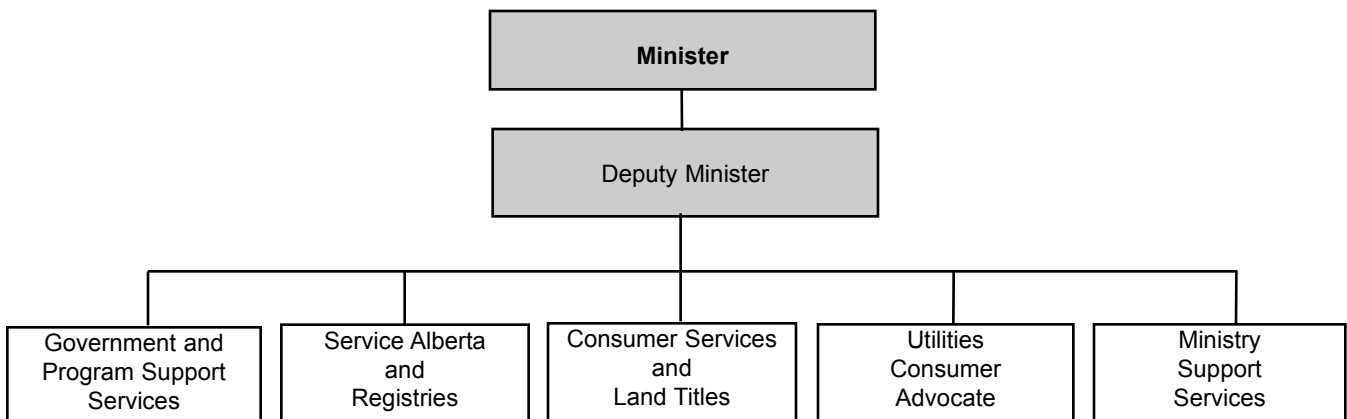 Minister
Deputy Minister
Government and
Program Support
Services
Service Alberta
and
Registries
Consumer Services
and
Land Titles
Utilities
Consumer
Advocate
Ministry
Support
Services